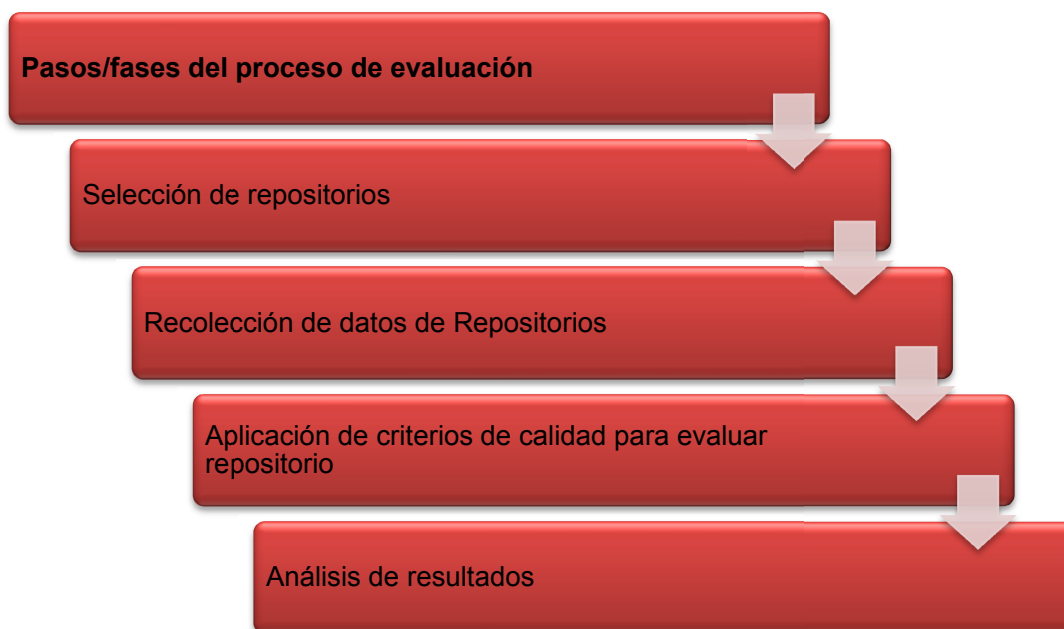 Pasos/fases del proceso de evaluación
Selección de repositorios
Recolección de datos de Repositorios
Aplicación de criterios de calidad para evaluar
repositorio
Análisis de resultados